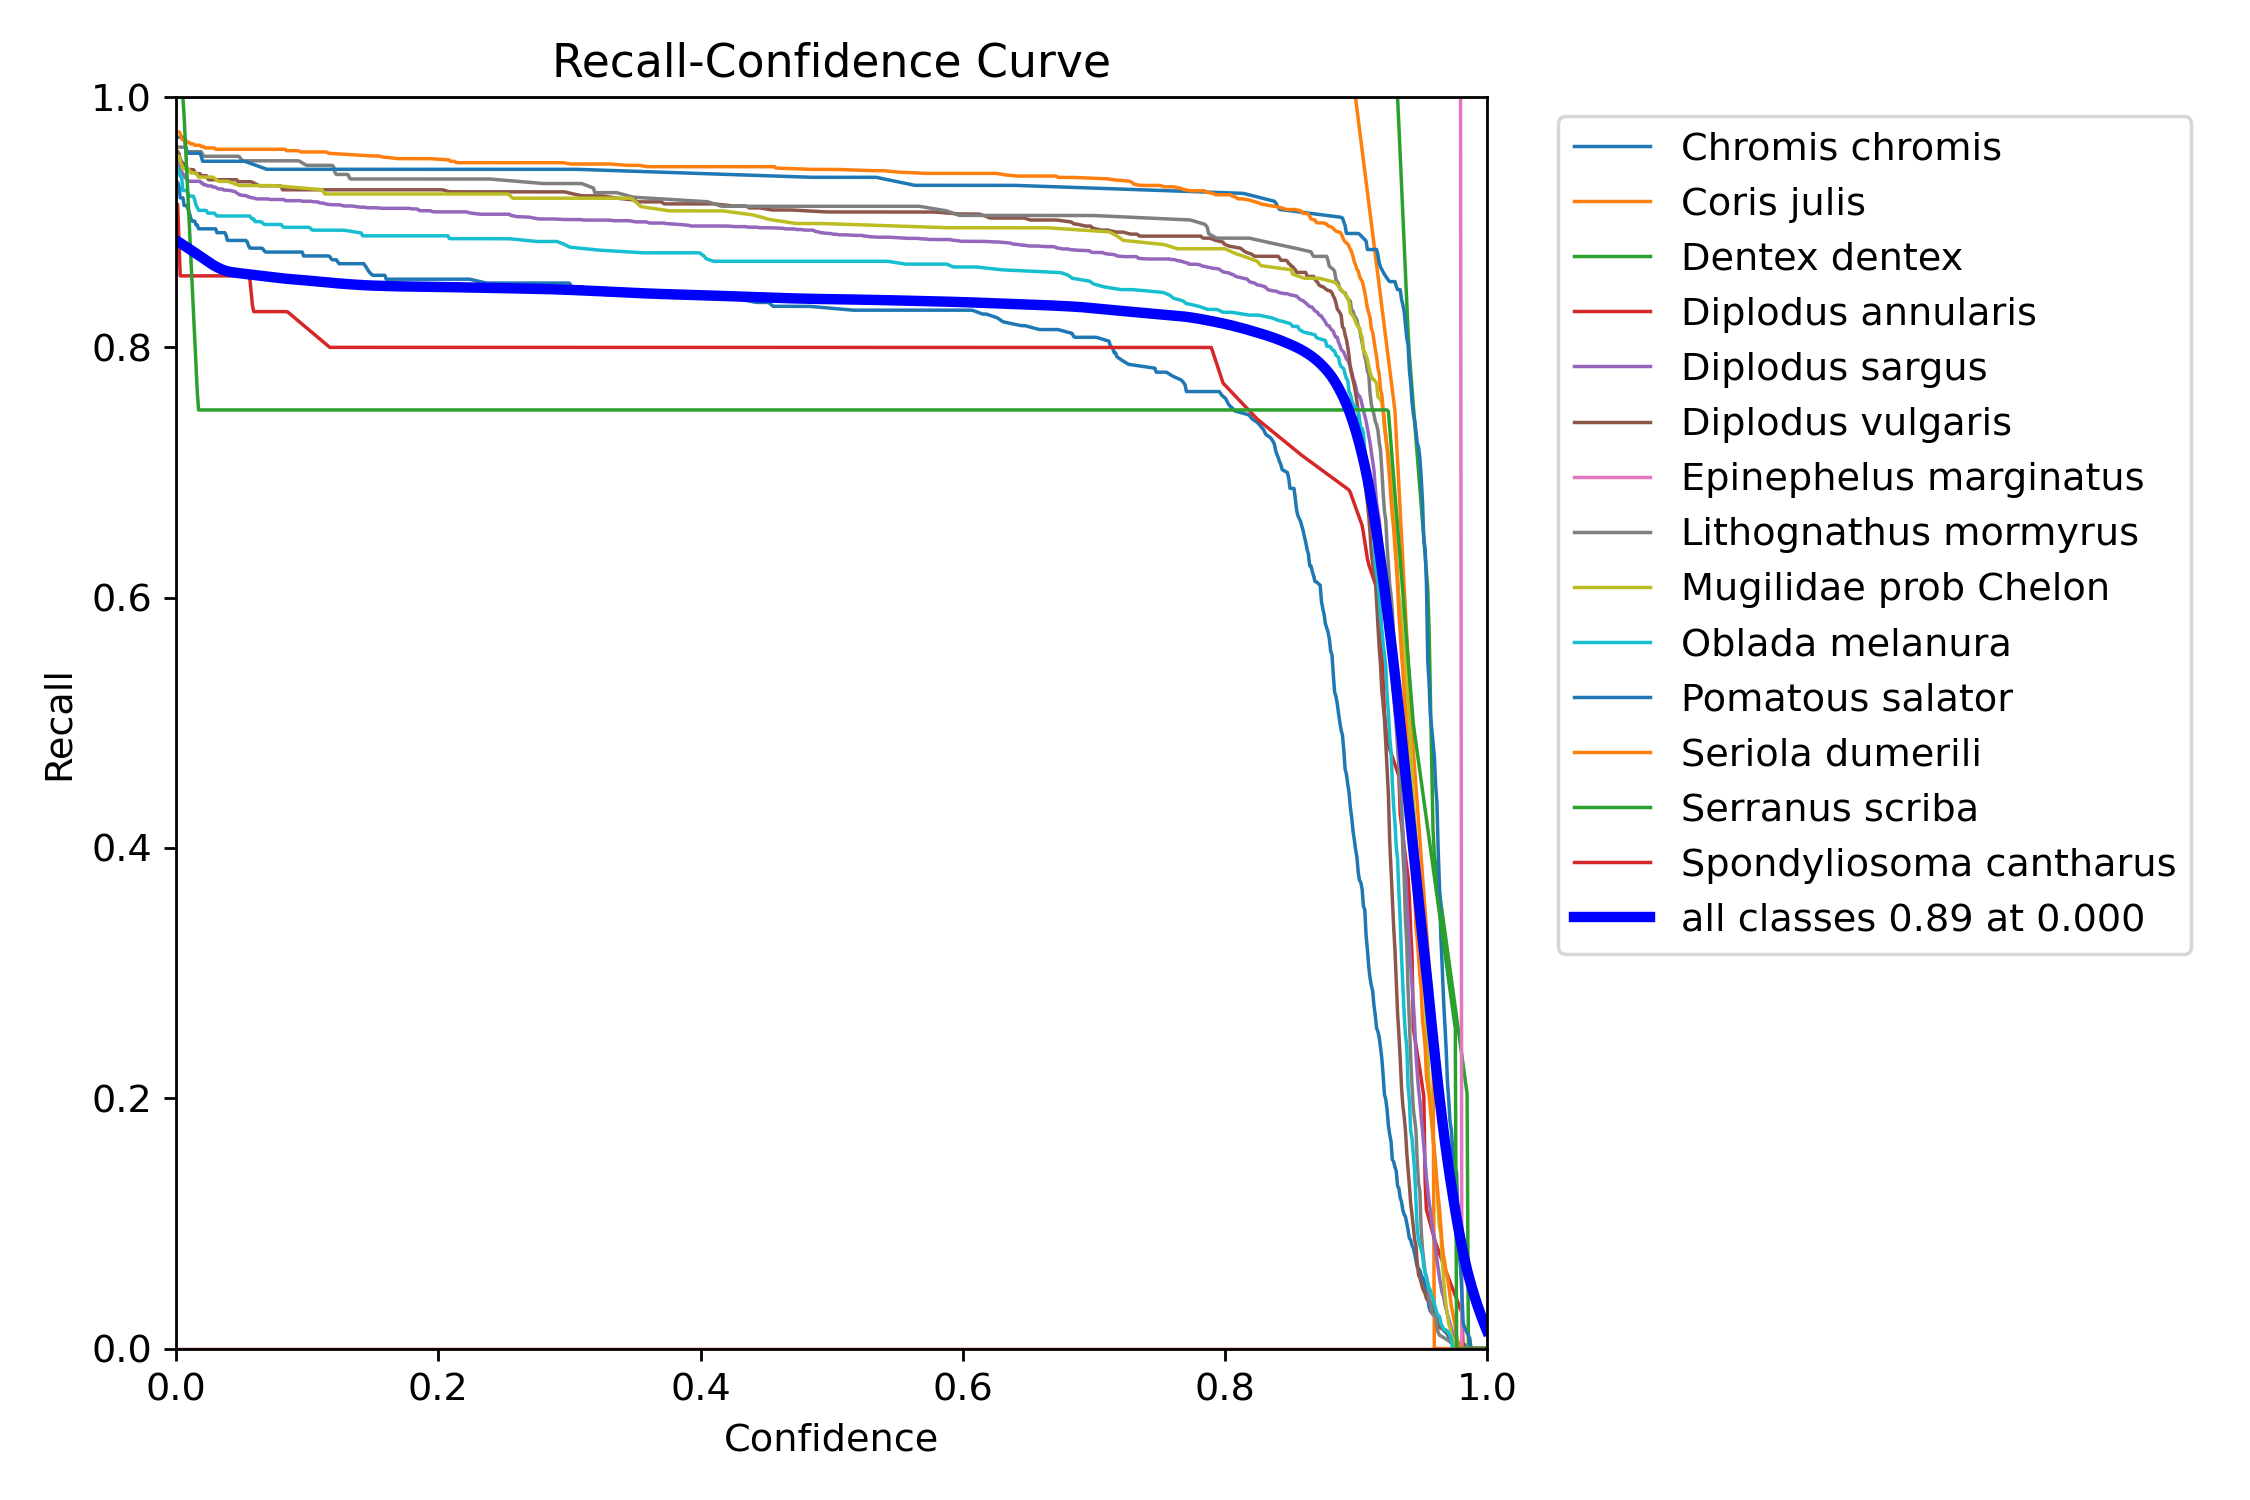 Recall-Confidence Curve
1.0
0.8
0.6
0.4
0.2
0.0
Recall
0.0 0.2 0.4 0.6 0.8 1.0
Confidence
Chromis chromis
Coris julis
Dentex dentex
Diplodus annularis
Diplodus sargus
Diplodus vulgaris
Epinephelus marginatus
Lithognathus mormyrus
Mugilidae prob Chelon
Oblada melanura
Pomatous salator
Seriola dumerili
Serranus scriba
Spondyliosoma cantharus
all classes 0.89 at 0.000